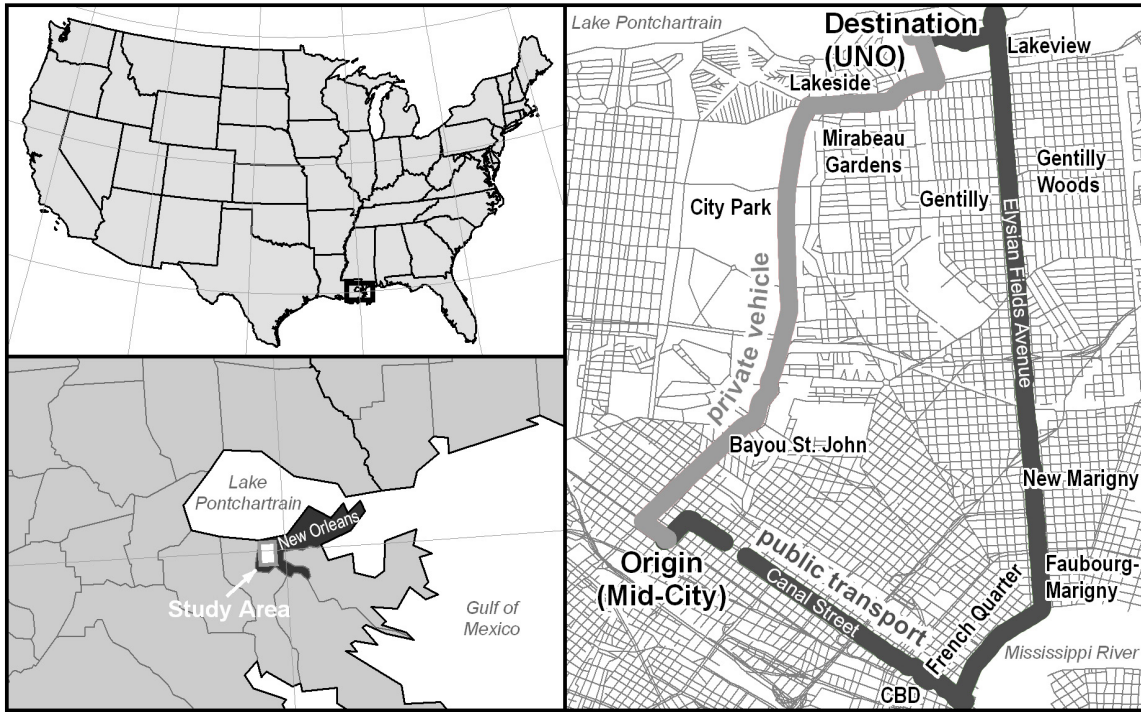 Lake
Pontchartrain
New Orleans
Study Area
Gulf of
Mexico
Lake Pontchartrain
Destination
(UNO)
Lakeview
Lakeside
Mirabeau
Gardens
Gentilly
Woods
Gentilly
City Park
Elysian Fields Avenue
private vehicle
Bayou St. John
New Marigny
Origin
(Mid-City)
public transport
Canal Street
Faubourg-
Marigny
French Quarter
Mississippi River
CBD